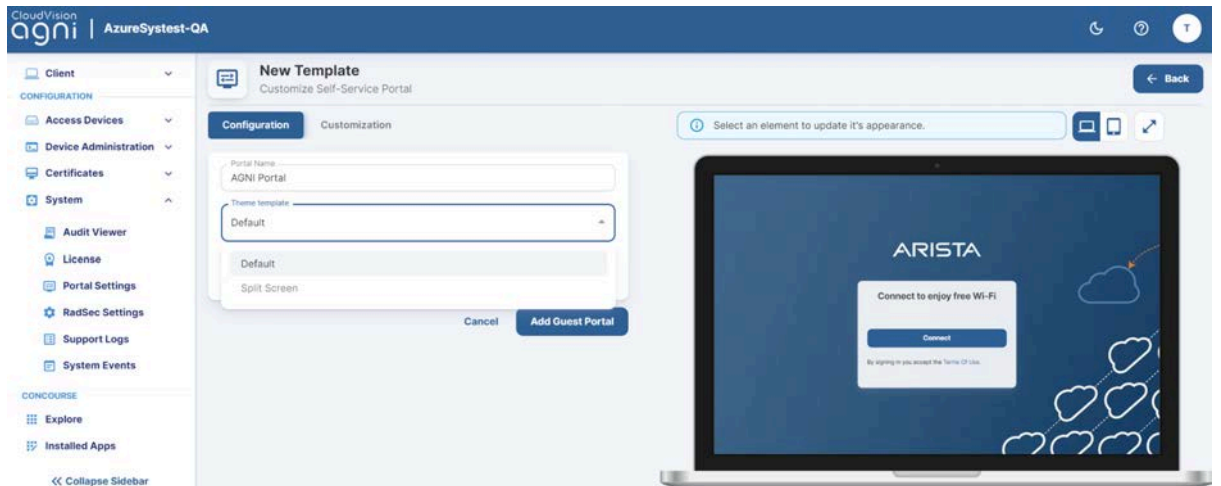 CloudVision
agni | AzureSystest-QA
T
Client
CONFIGURATION
Access Devices
Device Administration
Certificates
System
Audit Viewer
License
Portal Settings
RadSec Settings
Support Logs
System Events
CONCOURSE
Explore
Installed Apps
Collapse Sidebar
New Template
Customize Self-Service Portal
Back
Configuration
Customization
Portal Name
AGNI Portal
Theme template
Default
Default
Split Screen
Cancel
Add Guest Portal
Select an element to update it's appearance.
ARISTA
Connect to enjoy free Wi-Fi
Connect
By signing in you accept the Terms Of Use.